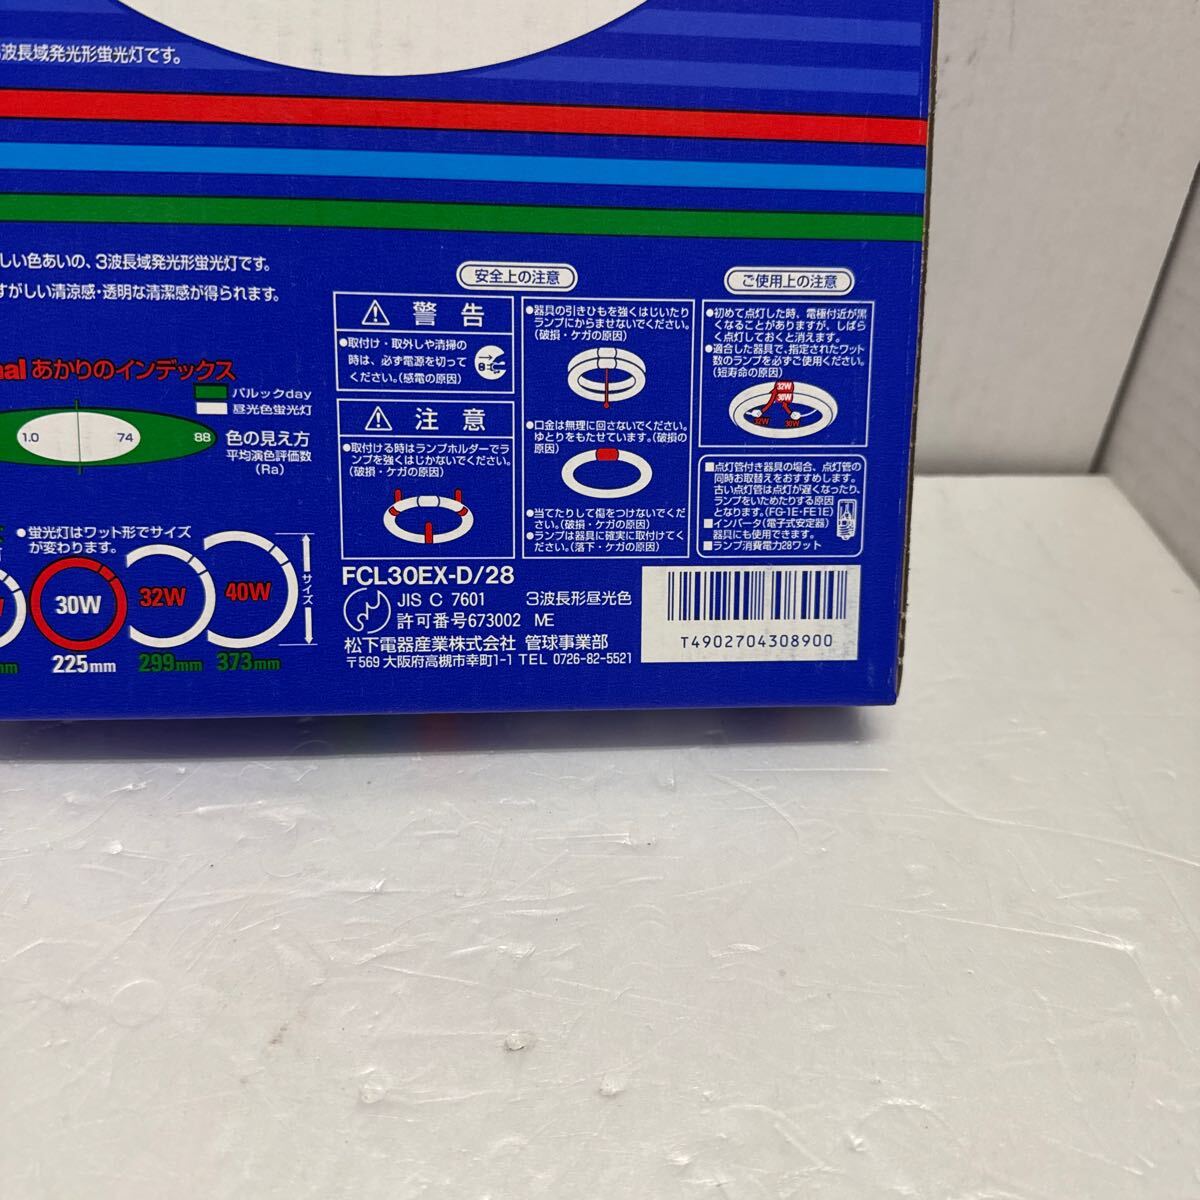 波長域発光形蛍光灯です。
しい色あいの、3波長域発光形蛍光灯です。
すがしい清涼感・透明な清潔感が得られます。
nal あかりのインデックス
パルックday
昼光色蛍光灯
1.0 74 88
色の見え方
平均演色評価数
(Ra)
●蛍光灯はワット形でサイズ
が変わります。
30W 32W 40W
サイズ
mm 225mm 299mm 373mm
安全上の注意
⚠ 警告
●取付け・取外しや清掃の
時は、必ず電源を切って
ください。(感電の原因)
⚠ 注意
●取付ける時はランプホルダーでラ
ンプを強くはじかないでください。
(破損・ケガの原因)
●器具の引きひもを強くはじいたり
ランプにからませないでください。
(破損・ケガの原因)
●口金は無理に回さないでください。
ゆとりをもたせています。(破損の
原因)
●当てたりして傷をつけないでくだ
さい。(破損・ケガの原因)
●ランプは器具に確実に取付けてく
ださい。(落下・ケガの原因)
ご使用上の注意
●初めて点灯した時、電極付近が黒
くなることがありますが、しばら
く点灯しておくと消えます。
●適合した器具で、指定されたワット
数のランプを必ずご使用ください。
(短寿命の原因)
32W
30W
32W 30W
■点灯管付き器具の場合、点灯管の
同時お取替えをおすすめします。
古い点灯管は点灯が遅くなったり、
ランプをいためたりする原因
となります。(FG-1E・FE1E)
■インバータ(電子式安定器)
器具にも使用できます。
■ランプ消費電力28ワット
FCL30EX-D/28
JIS C 7601 3波長形昼光色
許可番号673002 ME
松下電器産業株式会社 管球事業部
〒569 大阪府高槻市幸町1-1 TEL 0726-82-5521
T4902704308900